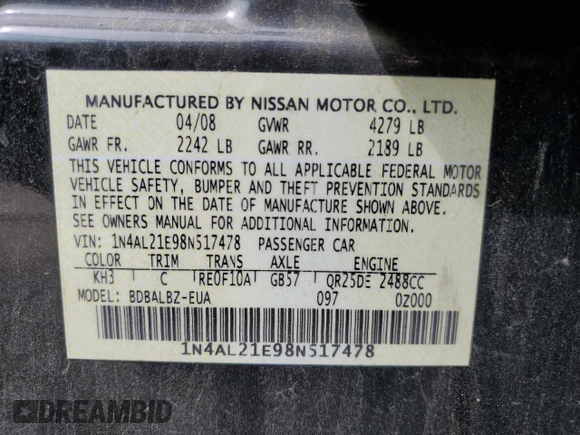 MANUFACTURED BY NISSAN MOTOR CO., LTD.
DATE 04/08 GVWR 4279 LB
GAWR FR. 2242 LB GAWR RR. 2189 LB
THIS VEHICLE CONFORMS TO ALL APPLICABLE FEDERAL MOTOR
VEHICLE SAFETY, BUMPER AND THEFT PREVENTION STANDARDS
IN EFFECT ON THE DATE OF MANUFACTURE SHOWN ABOVE.
SEE OWNERS MANUAL FOR ADDITIONAL INFORMATION.
VIN: 1N4AL21E98N517478 PASSENGER CAR
COLOR TRIM TRANS AXLE ENGINE
KH3 C RE0F10A GB57 QR25DE 2488CC
MODEL: BDBALBZ-EUA 097 0Z000
1N4AL21E98N517478
DREAMBID